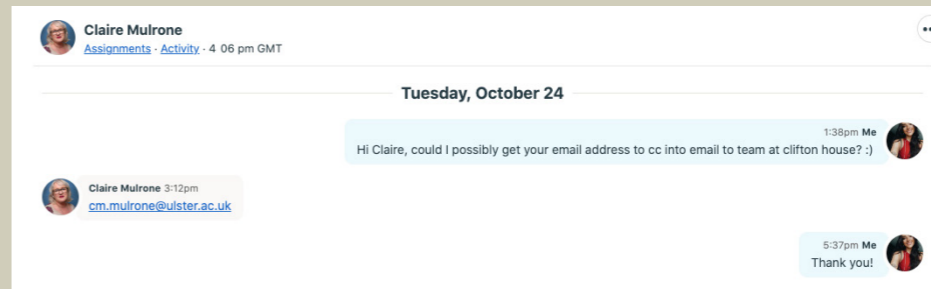 Claire Mulrone
Assignments · Activity · 4 06 pm GMT
Tuesday, October 24
1:38pm Me
Hi Claire, could I possibly get your email address to cc into email to team at clifton house? :)
Claire Mulrone 3:12pm
cm.mulrone@ulster.ac.uk
5:37pm Me
Thank you!